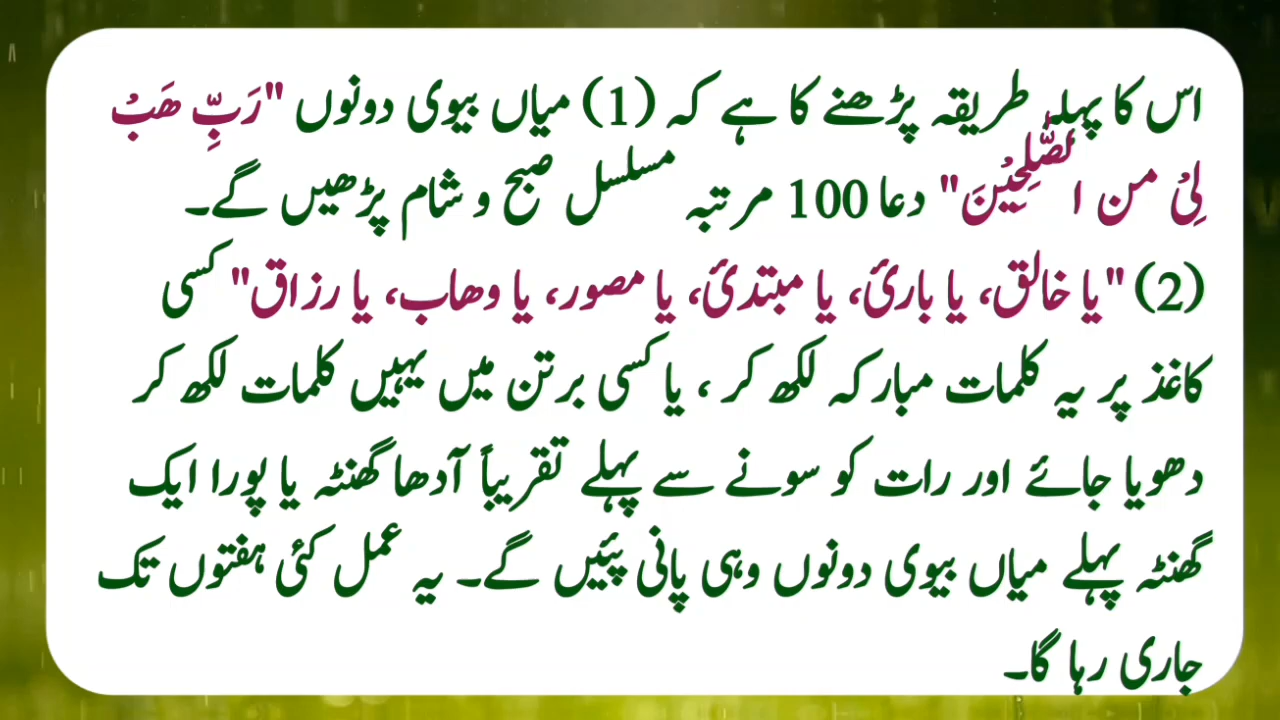 اس کا پہلہ طریقہ پڑھنے کا ہے کہ (1) میاں بیوی دونوں "رَبِّ هَبْ
لِیْ من الصّٰلِحِیْنَ" دعا 100 مرتبہ مسلسل صبح و شام پڑھیں گے۔
(2) "یا خالق، یا بارئ، یا مبتدئ، یا مصور، یا وھاب، یا رزاق" کسی
کاغذ پر یہ کلمات مبارکہ لکھ کر ، یا کسی برتن میں یہیں کلمات لکھ کر
دھویا جائے اور رات کو سونے سے پہلے تقریباً آدھا گھنٹہ یا پورا ایک
گھنٹہ پہلے میاں بیوی دونوں وہی پانی پئیں گے۔ یہ عمل کئی ہفتوں تک
جاری رہا گا۔